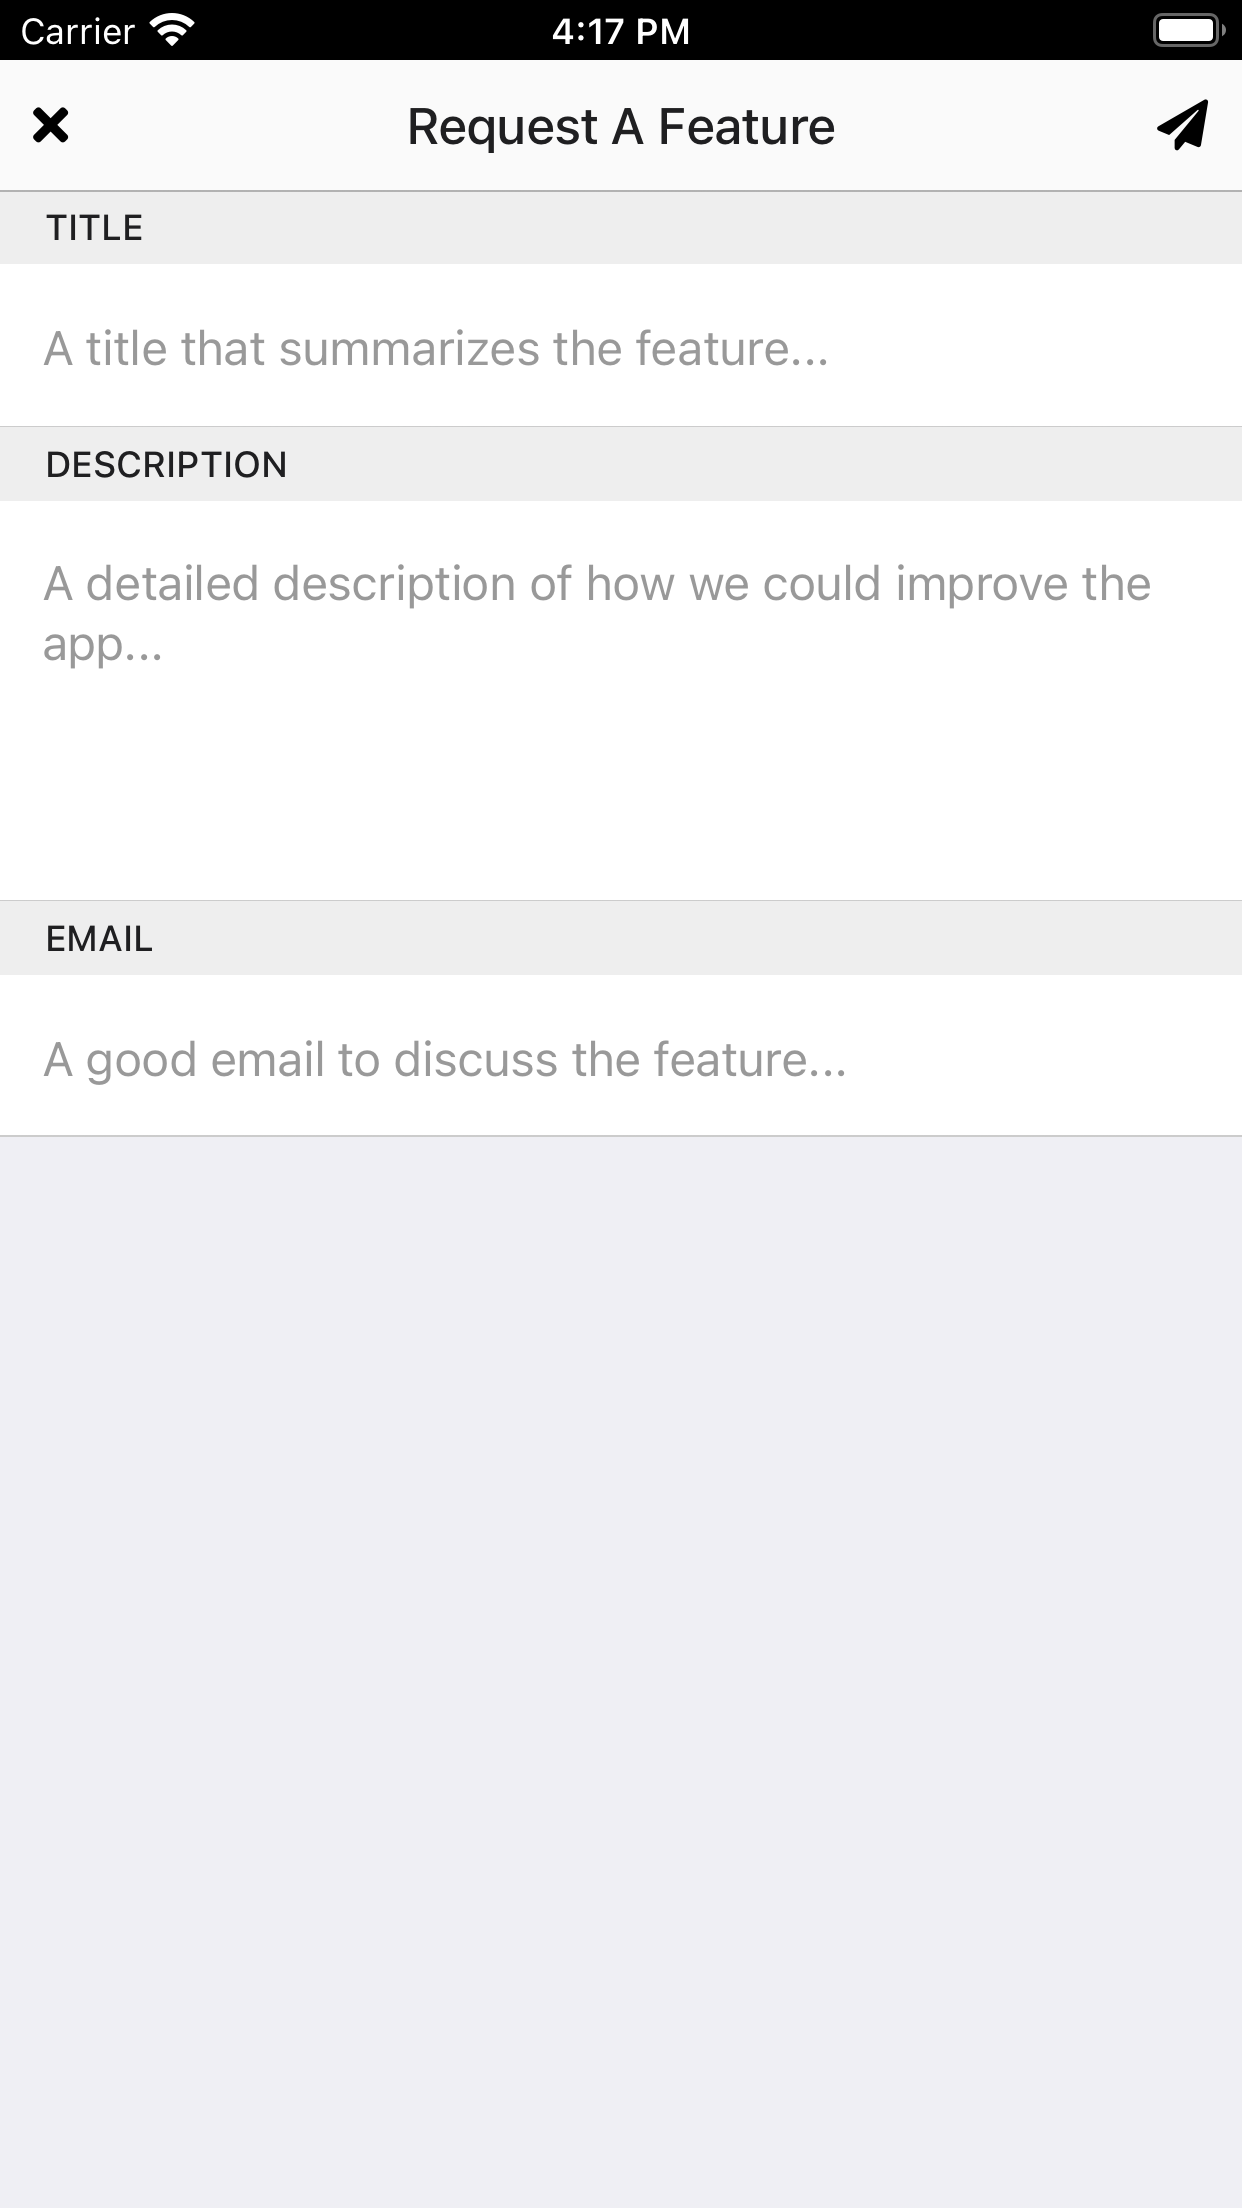 Carrier
4:17 PM
Request A Feature
TITLE
A title that summarizes the feature...
DESCRIPTION
A detailed description of how we could improve the
app...
EMAIL
A good email to discuss the feature...